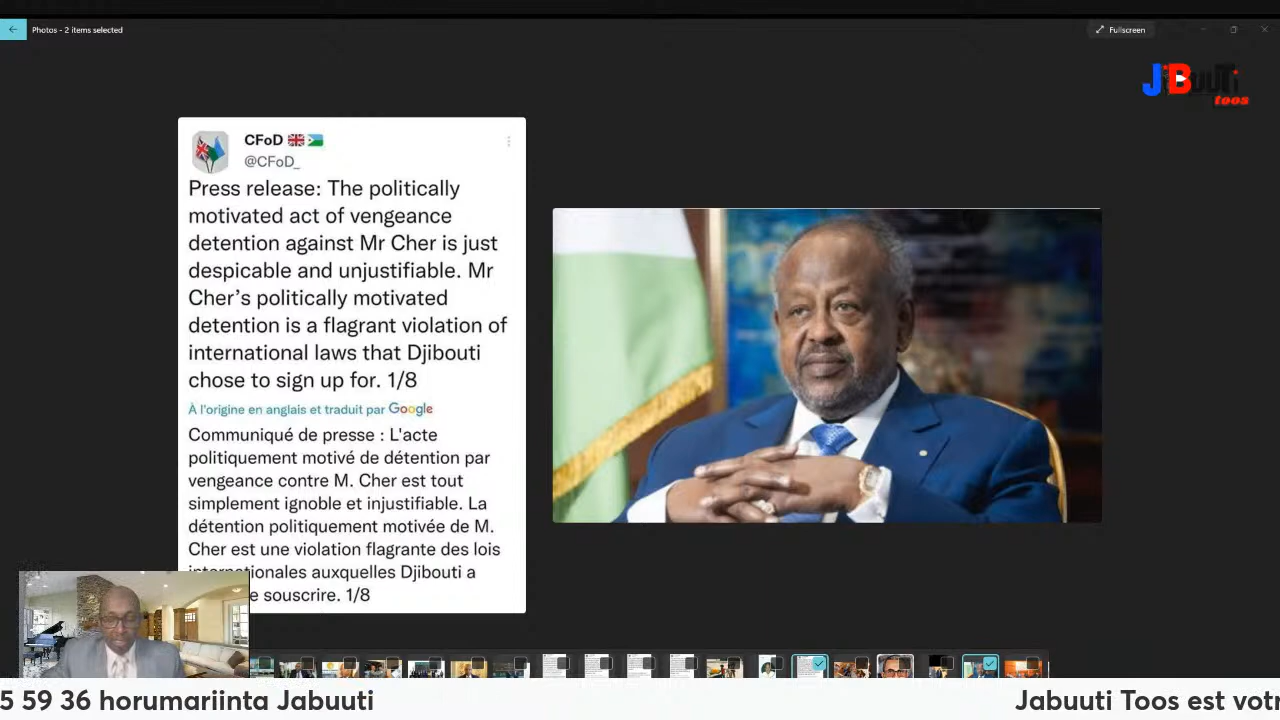 Photos - 2 items selected
Fullscreen
JiBUUTi
toos
CFoD
@CFoD_
Press release: The politically
motivated act of vengeance
detention against Mr Cher is just
despicable and unjustifiable. Mr
Cher's politically motivated
detention is a flagrant violation of
international laws that Djibouti
chose to sign up for. 1/8
À l'origine en anglais et traduit par Google
Communiqué de presse : L'acte
politiquement motivé de détention par
vengeance contre M. Cher est tout
simplement ignoble et injustifiable. La
détention politiquement motivée de M.
Cher est une violation flagrante des lois
internationales auxquelles Djibouti a
e souscrire. 1/8
5 59 36 horumariinta Jabuuti
Jabuuti Toos est votr